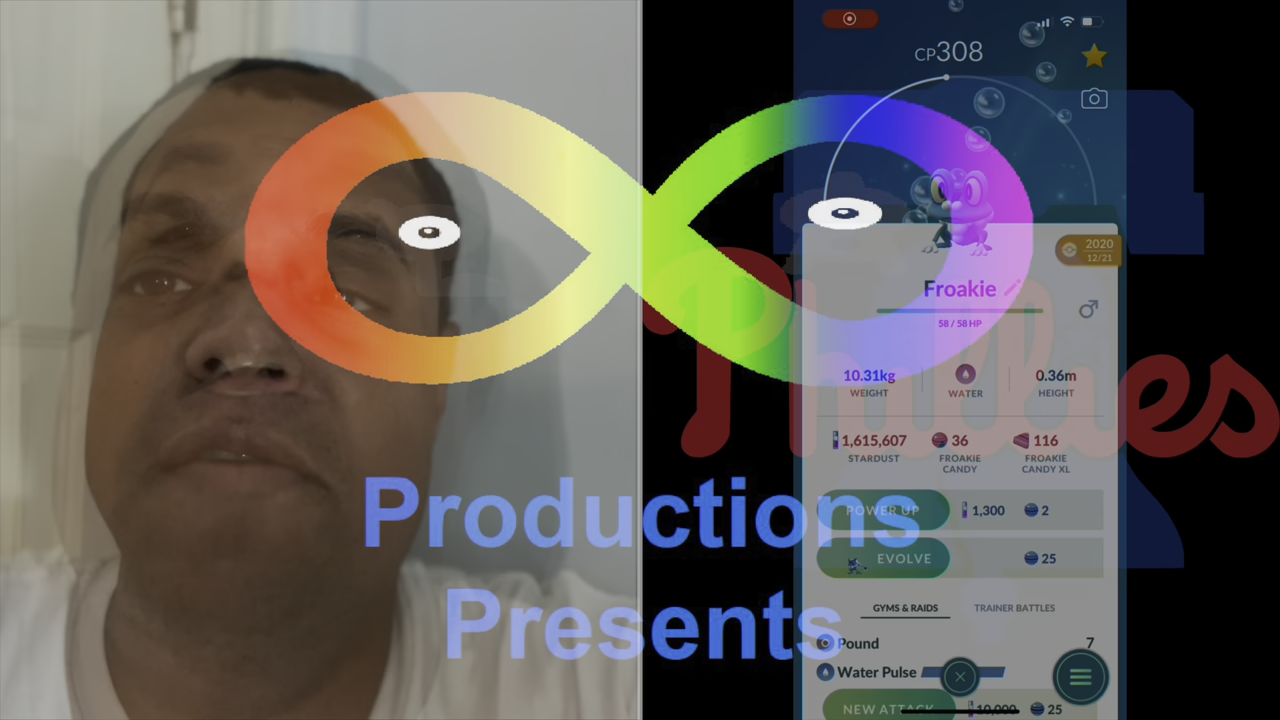 CP308
2020
12/21
Froakie
58 / 58 HP
10.31kg
WEIGHT
WATER
0.36m
HEIGHT
Phillies
1,615,607
STARDUST
36
FROAKIE
CANDY
116
FROAKIE
CANDY XL
Productions
Presents
POWER UP
1,300
2
EVOLVE
25
GYMS & RAIDS
TRAINER BATTLES
Pound
7
Water Pulse
NEW ATTACK
10,000
25